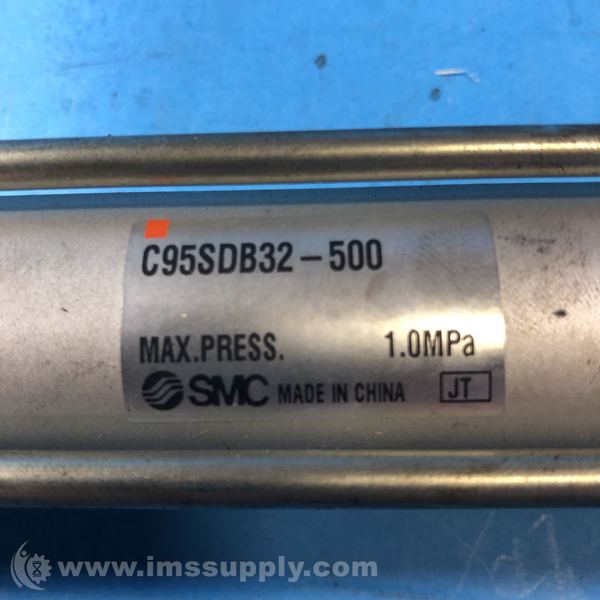 C95SDB32-500
MAX.PRESS. 1.0MPa
SMC MADE IN CHINA JT
www.imssupply.com